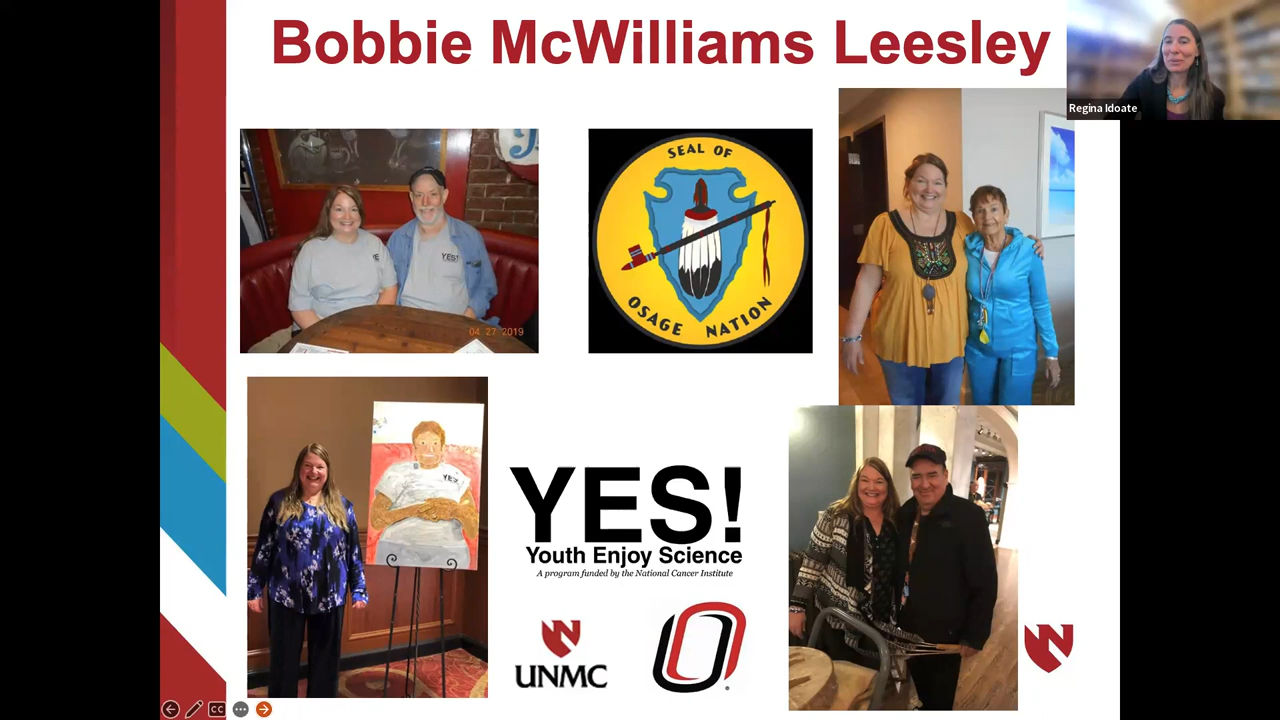 Bobbie McWilliams Leesley
Regina Idoate
YES!
04 27 2019
SEAL OF
OSAGE NATION
YES!
YES!
Youth Enjoy Science
A program funded by the National Cancer Institute
UNMC
CC